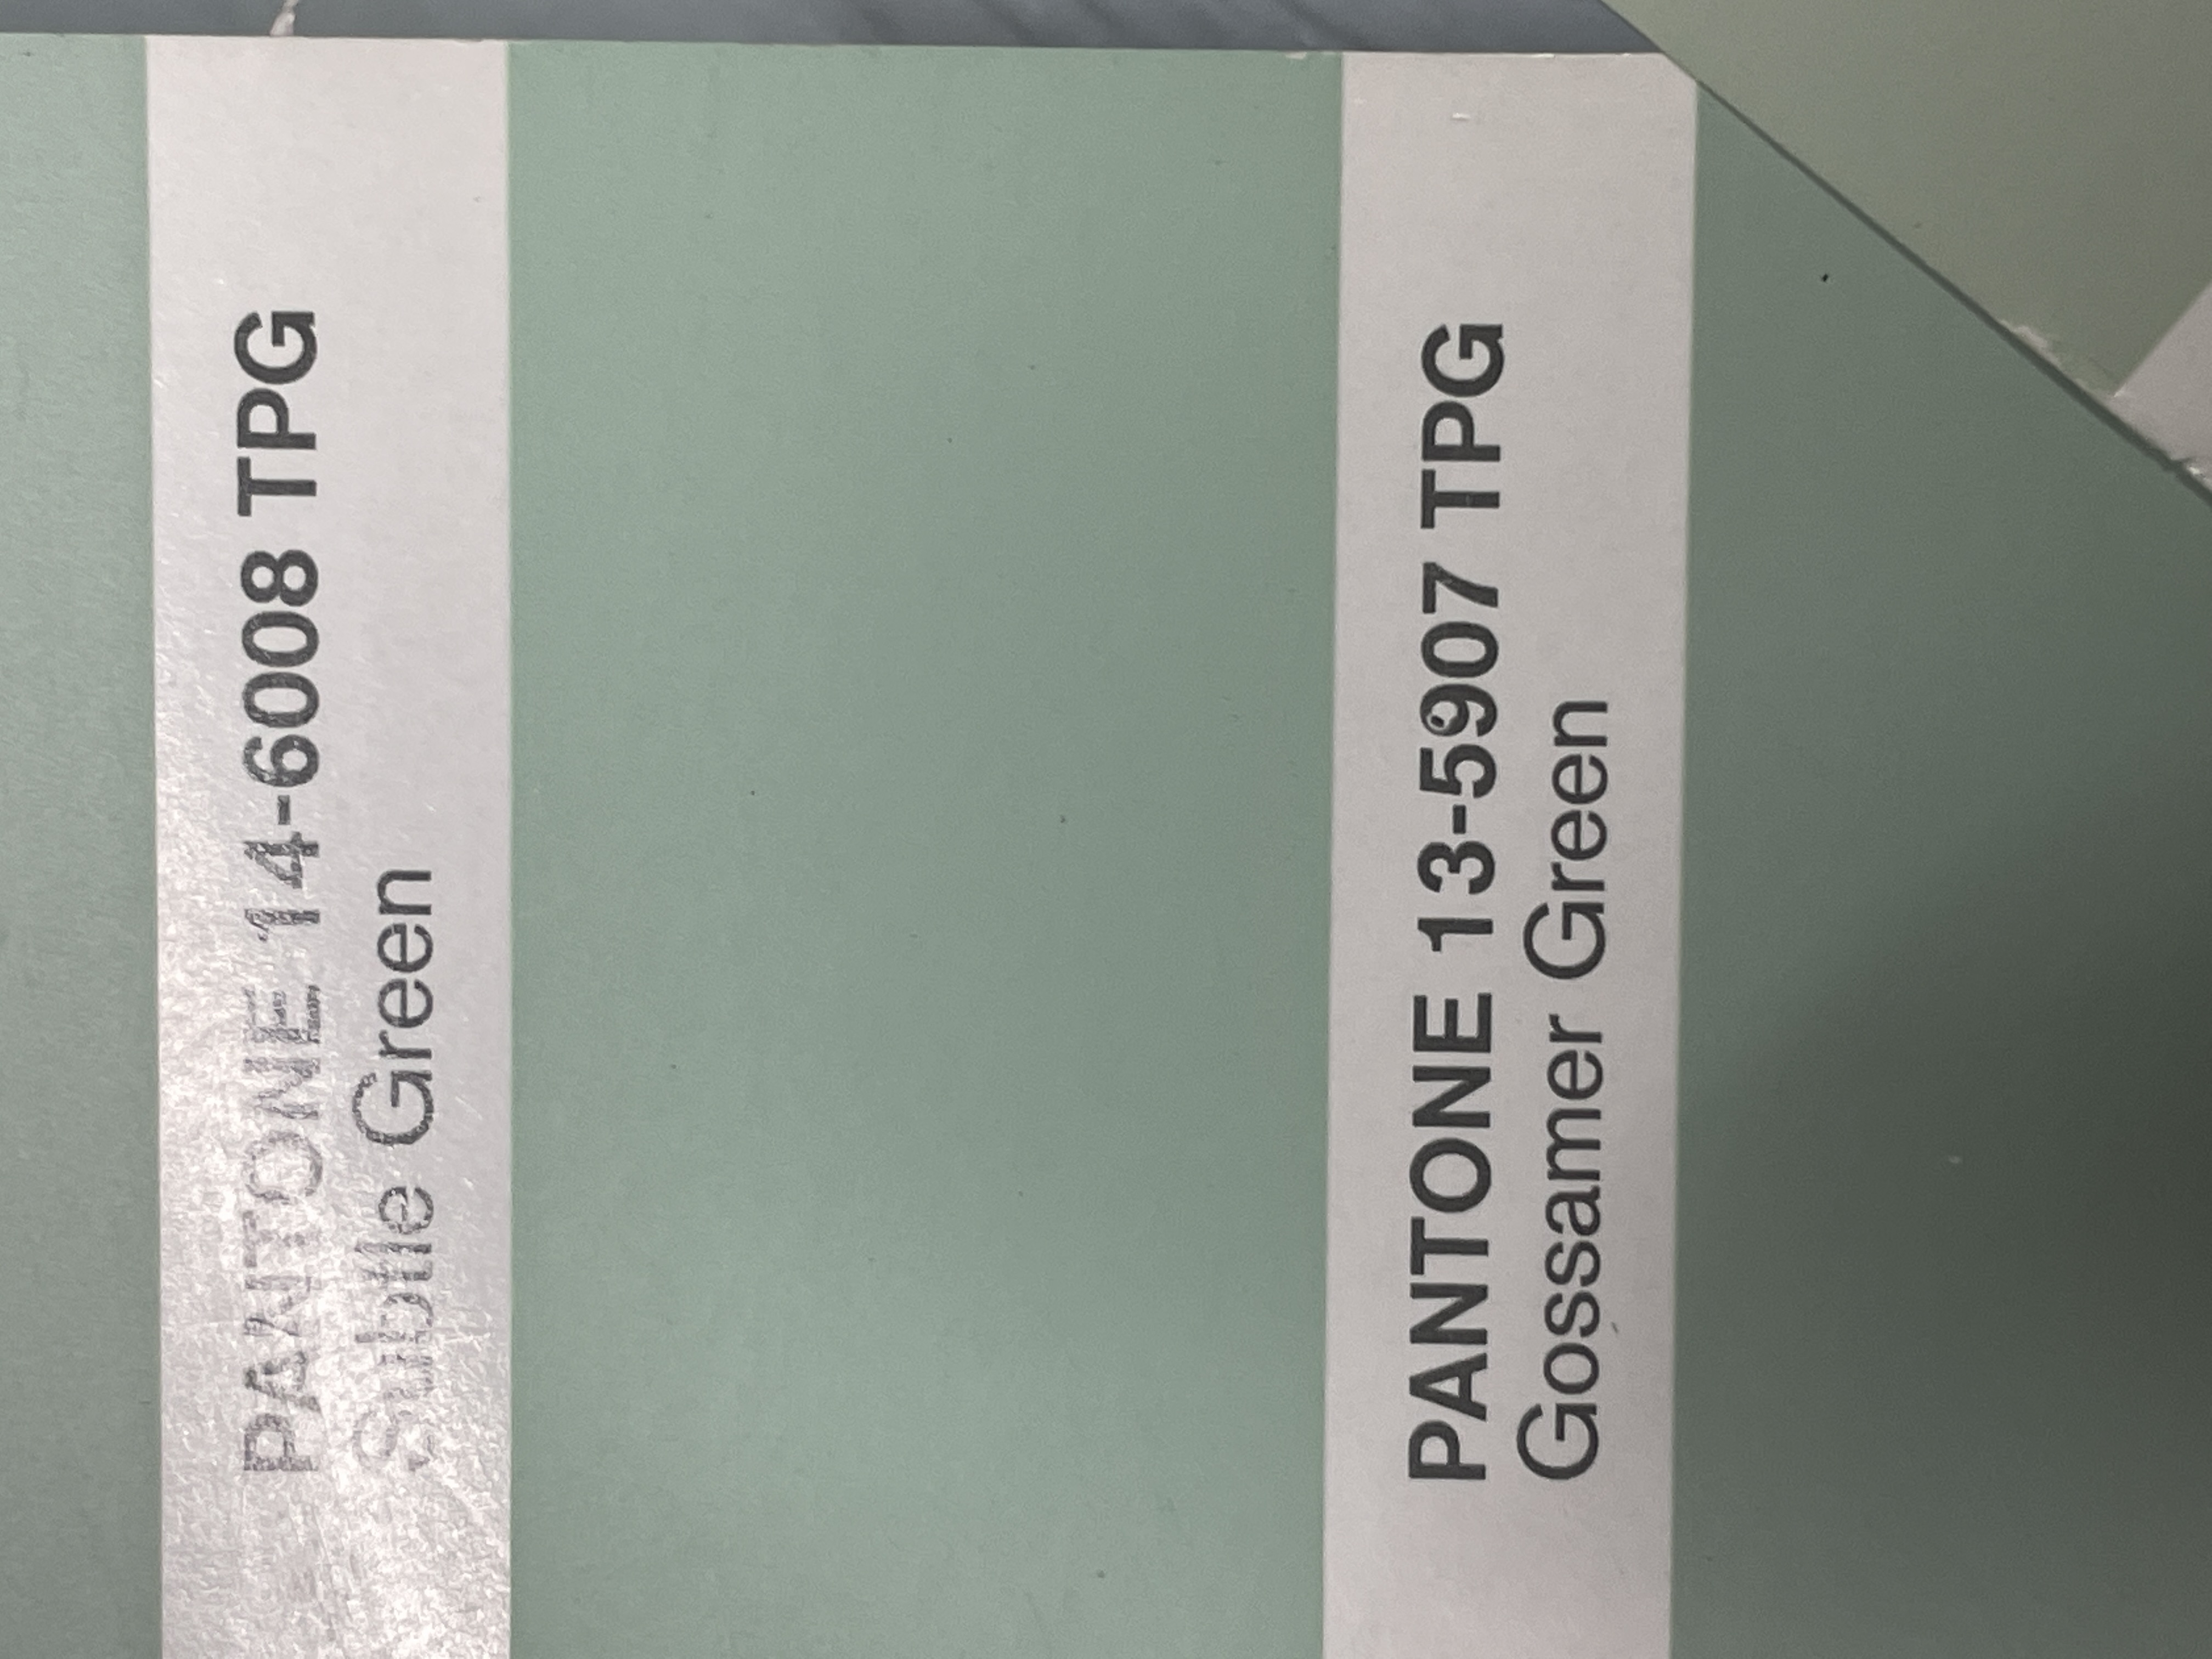 PANTONE 14-6008 TPG
Subtle Green
PANTONE 13-5907 TPG
Gossamer Green